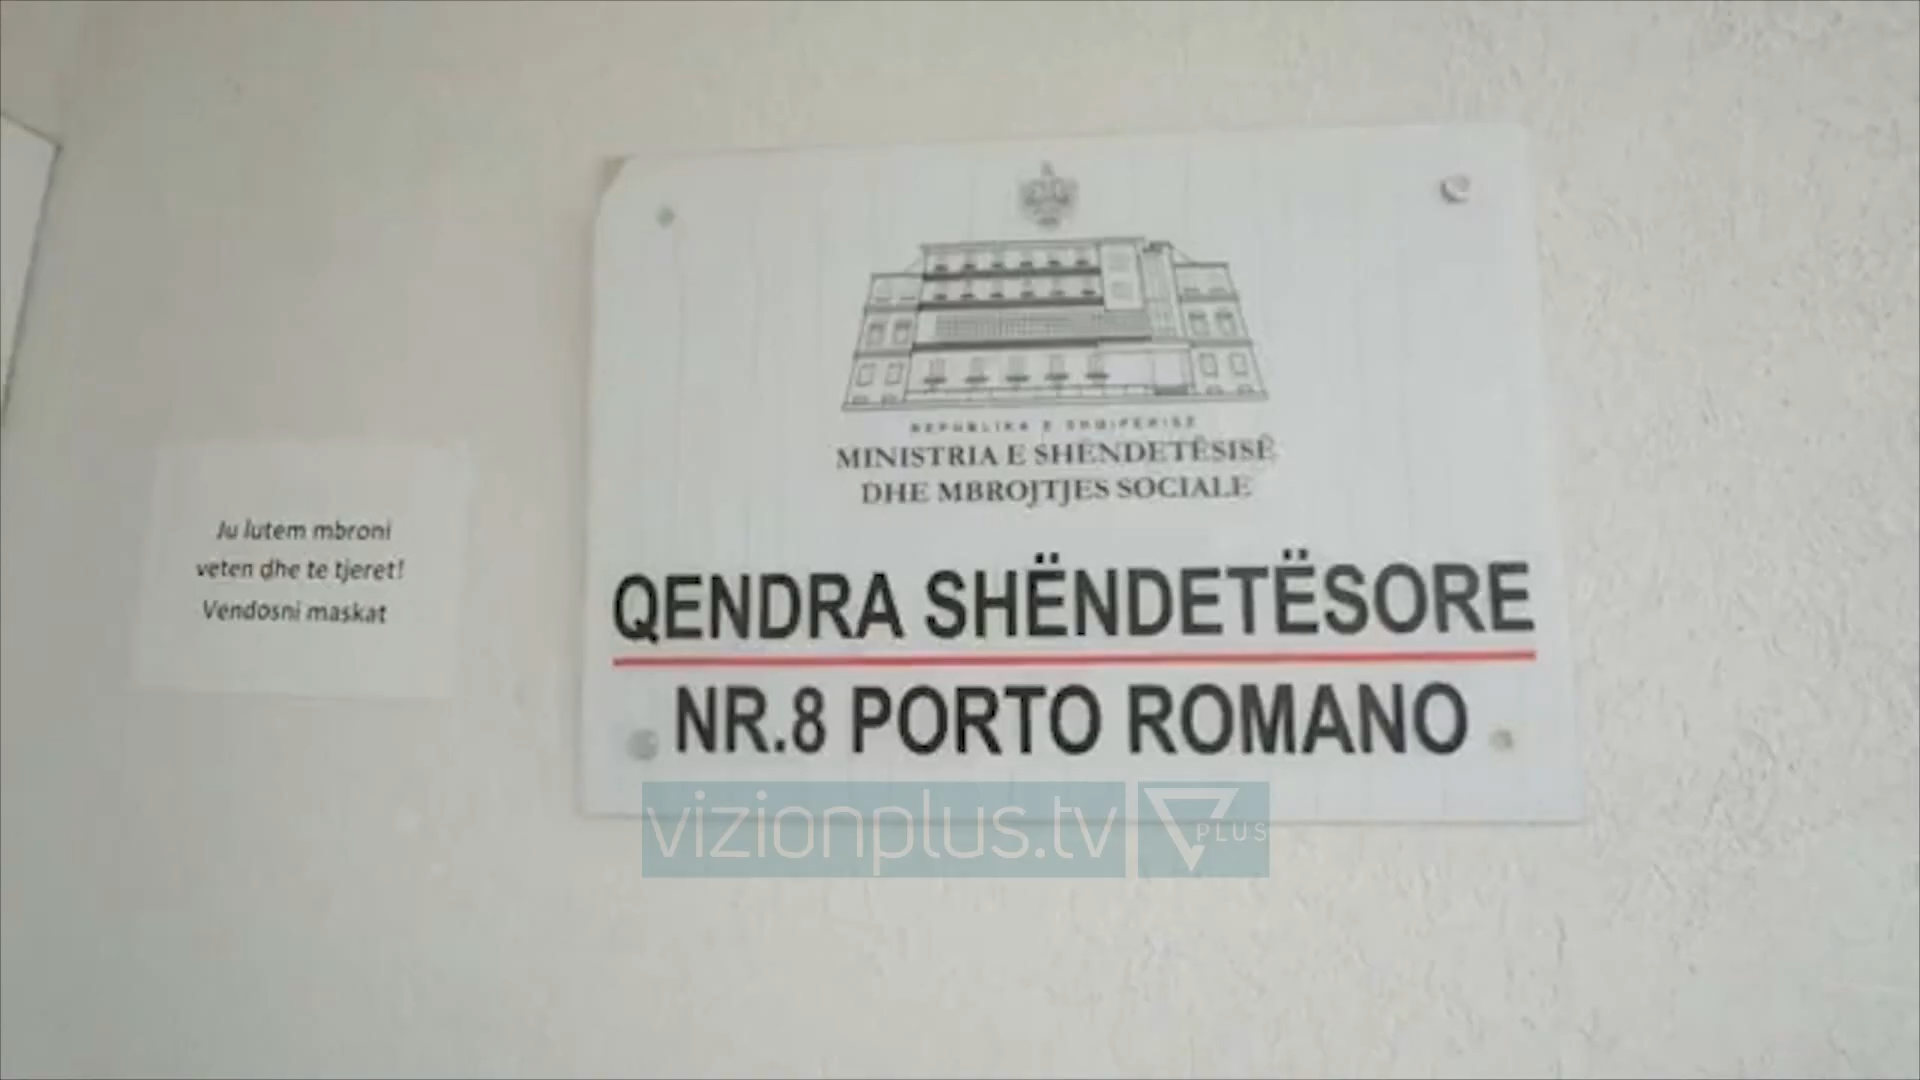 Ju lutem mbroni
veten dhe te tjeret!
Vendosni maskat
REPUBLIKA E SHQIPËRISË
MINISTRIA E SHËNDETËSISË
DHE MBROJTJES SOCIALE
QENDRA SHËNDETËSORE
NR.8 PORTO ROMANO
vizionplus.tv PLUS